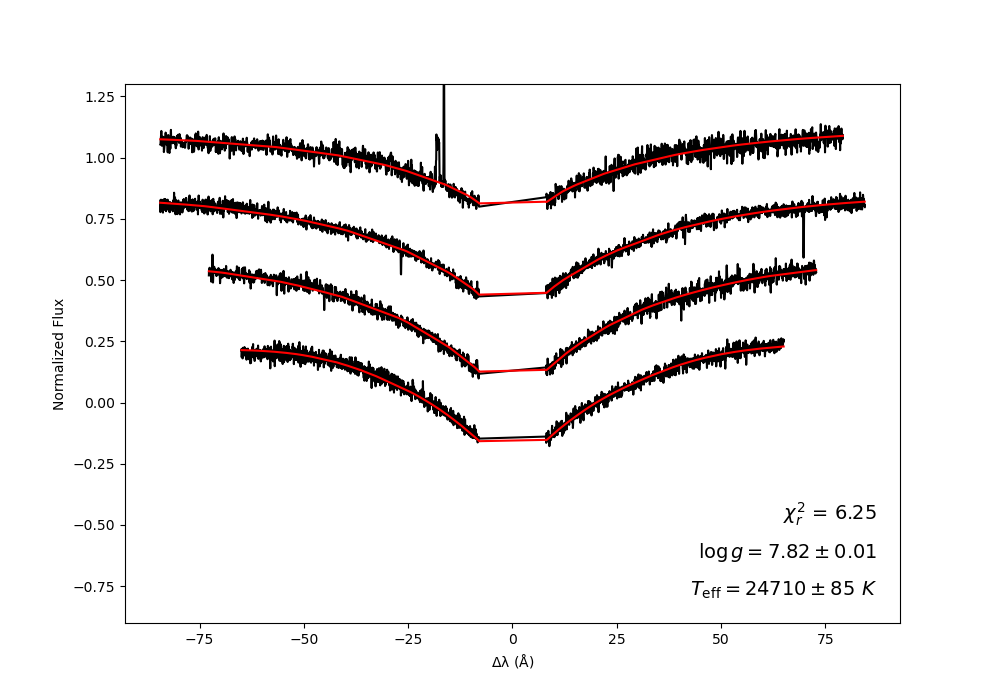 1.25
1.00
0.75
0.50
0.25
0.00
−0.25
−0.50
−0.75
Normalized Flux
χ²ᵣ = 6.25
log g = 7.82 ± 0.01
T_eff = 24710 ± 85 K
−75 −50 −25 0 25 50 75
Δλ (Å)